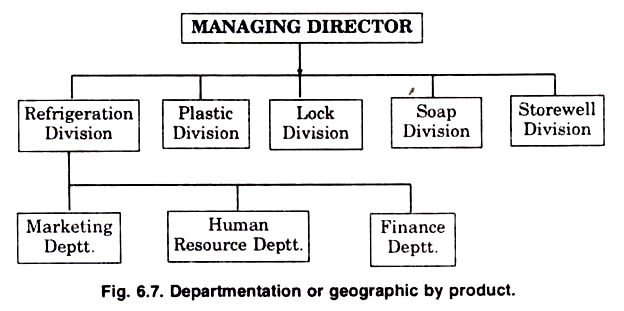 MANAGING DIRECTOR
Refrigeration
Division
Plastic
Division
Lock
Division
Soap
Division
Storewell
Division
Marketing
Deptt.
Human
Resource Deptt.
Finance
Deptt.
Fig. 6.7. Departmentation or geographic by product.